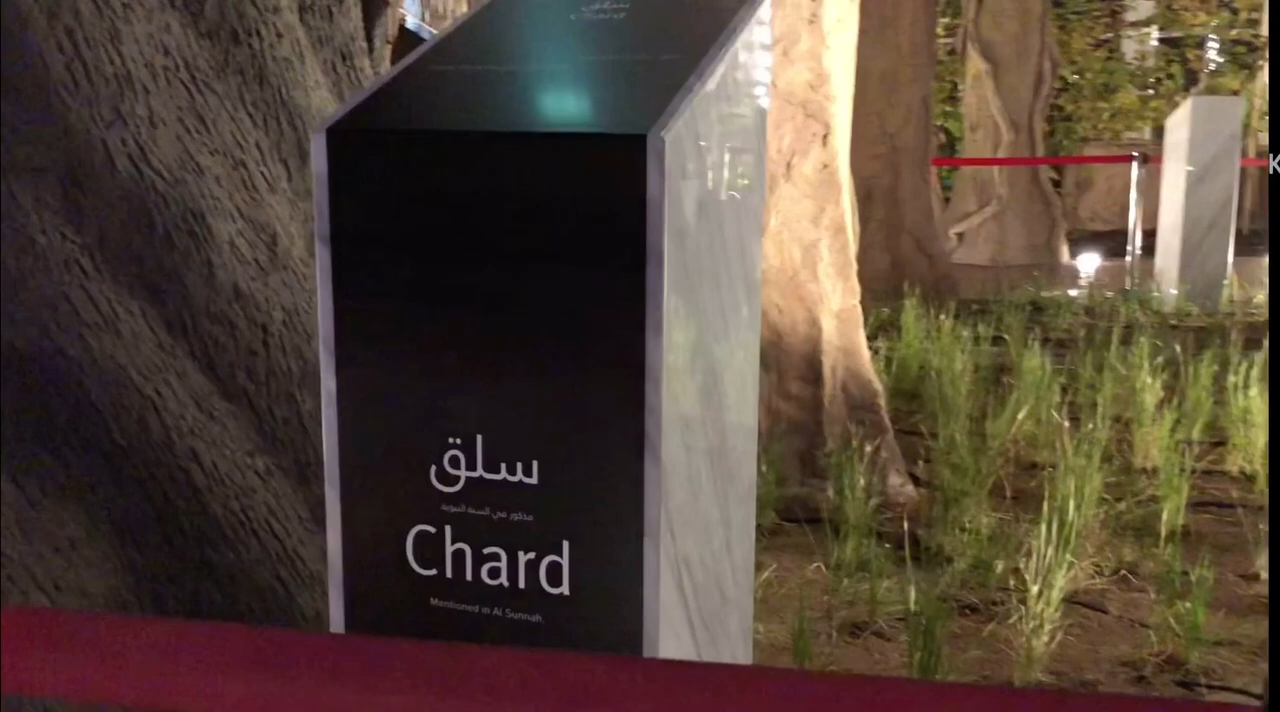 سلق
مذكور في السنة النبوية
Chard
Mentioned in Al Sunnah.